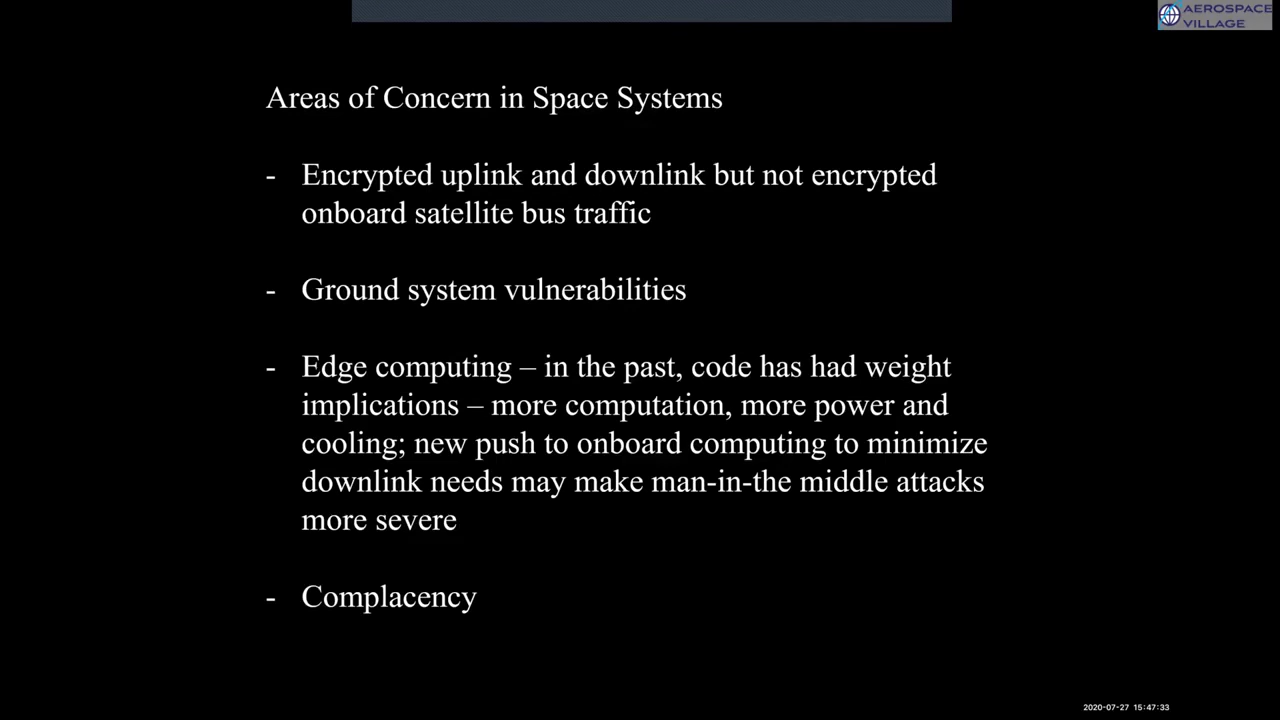 AEROSPACE
VILLAGE
Areas of Concern in Space Systems
- Encrypted uplink and downlink but not encrypted
onboard satellite bus traffic
- Ground system vulnerabilities
- Edge computing – in the past, code has had weight
implications – more computation, more power and
cooling; new push to onboard computing to minimize
downlink needs may make man-in-the middle attacks
more severe
- Complacency
2020-07-27 15:47:33